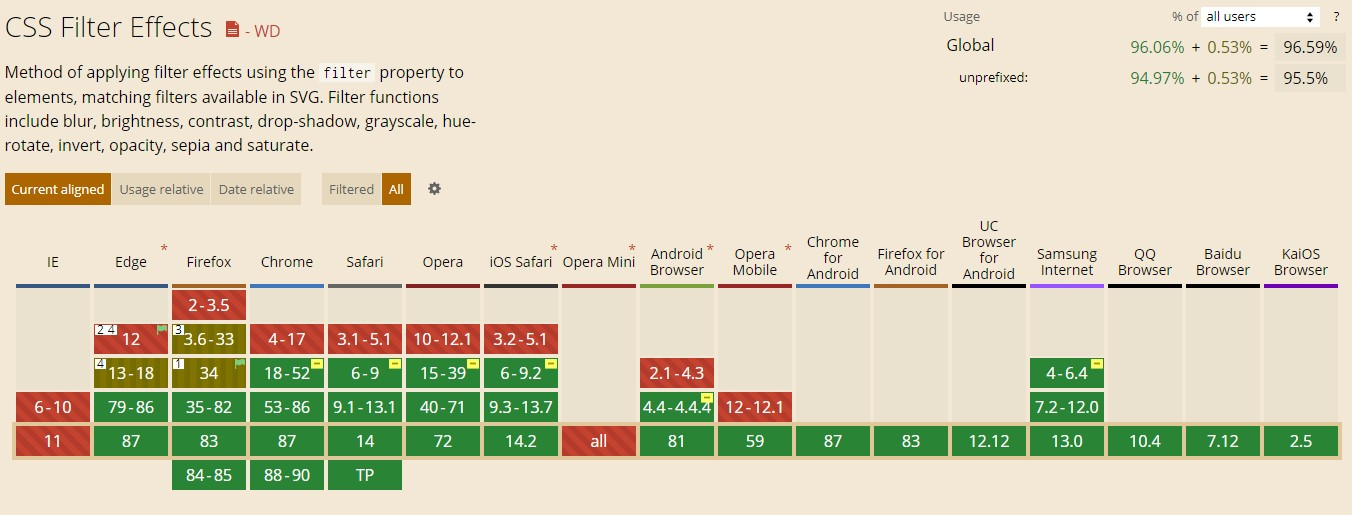 CSS Filter Effects - WD
Usage % of all users ?
Global 96.06% + 0.53% = 96.59%
unprefixed: 94.97% + 0.53% = 95.5%
Method of applying filter effects using the filter property to
elements, matching filters available in SVG. Filter functions
include blur, brightness, contrast, drop-shadow, grayscale, hue-
rotate, invert, opacity, sepia and saturate.
Current aligned Usage relative Date relative Filtered All
IE Edge * Firefox Chrome Safari Opera iOS Safari * Opera Mini * Android Browser * Opera Mobile * Chrome for Android Firefox for Android UC Browser for Android Samsung Internet QQ Browser Baidu Browser KaiOS Browser
2-3.5
2 4 12 3 3.6-33 4-17 3.1-5.1 10-12.1 3.2-5.1
4 13-18 1 34 18-52 6-9 15-39 6-9.2 2.1-4.3 4-6.4
6-10 79-86 35-82 53-86 9.1-13.1 40-71 9.3-13.7 4.4-4.4.4 12-12.1 7.2-12.0
11 87 83 87 14 72 14.2 all 81 59 87 83 12.12 13.0 10.4 7.12 2.5
84-85 88-90 TP